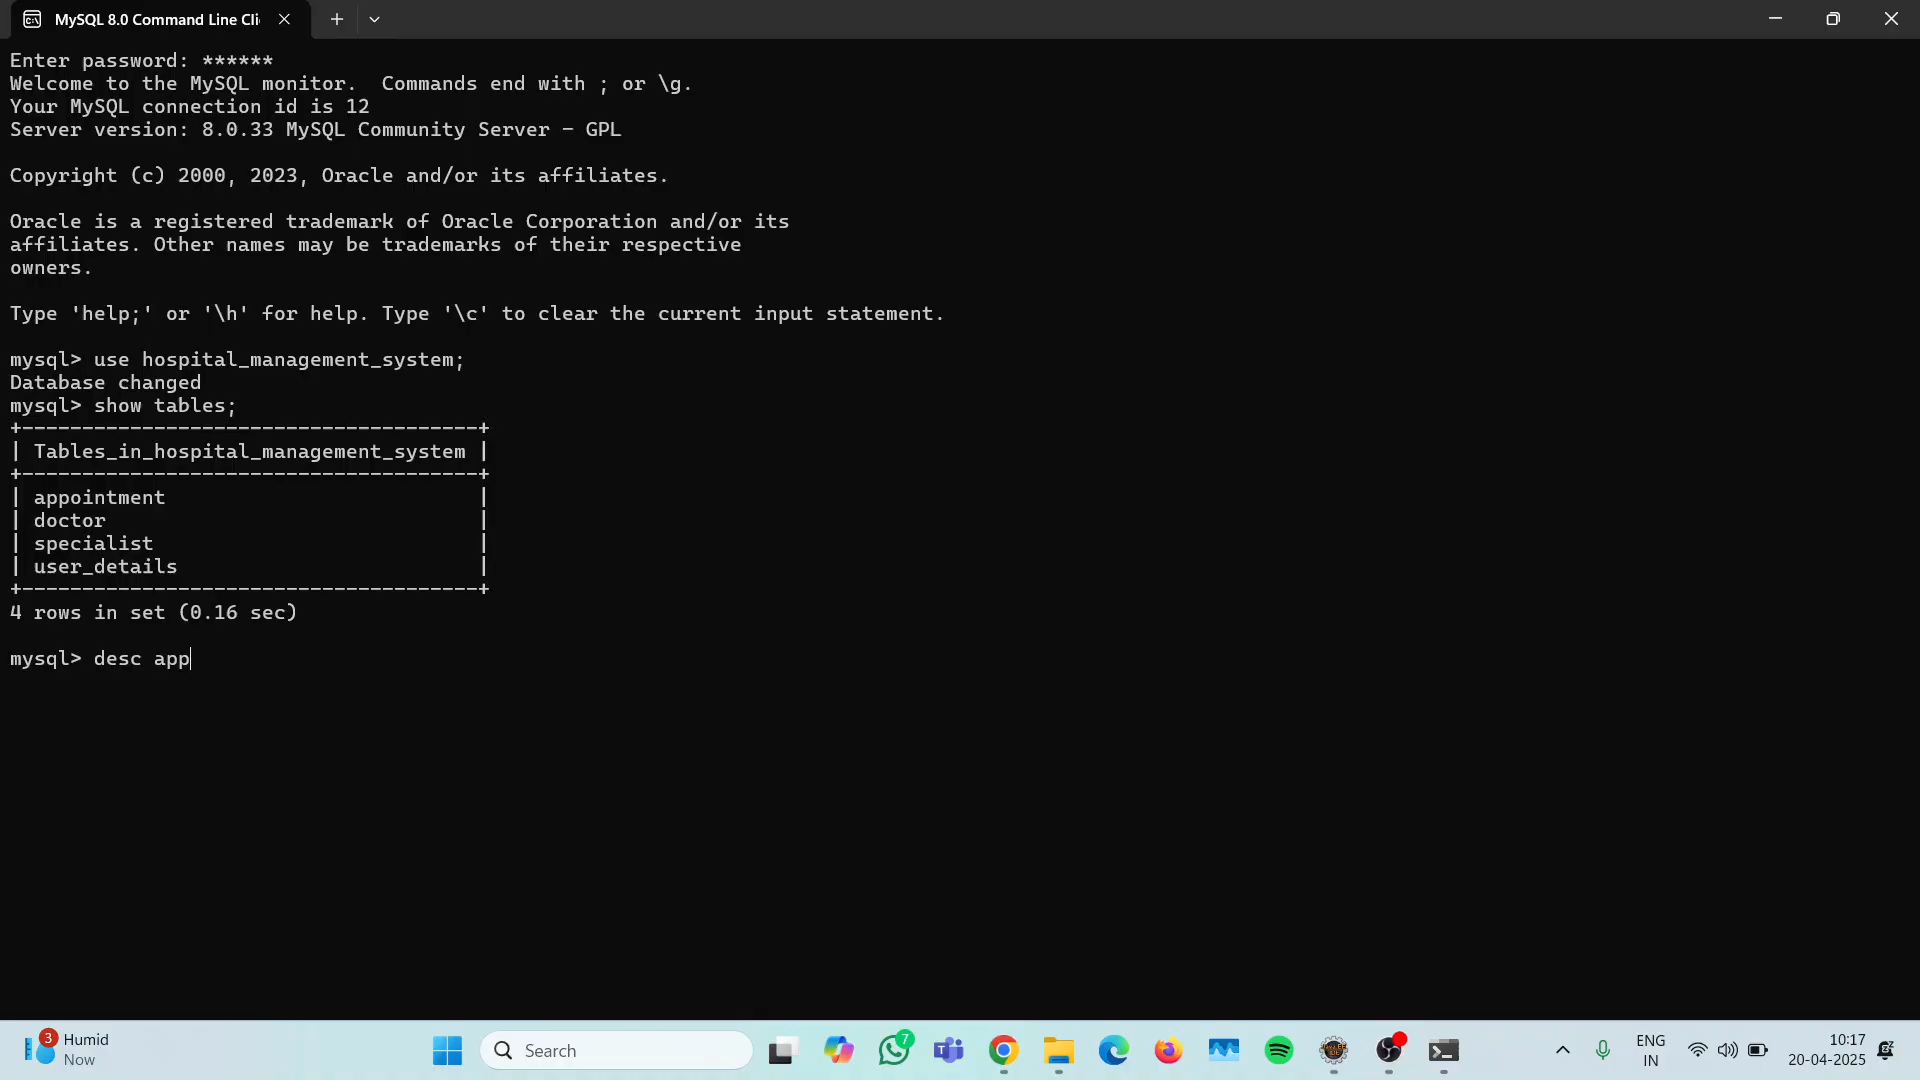 MySQL 8.0 Command Line Cli
Enter password: ******
Welcome to the MySQL monitor.  Commands end with ; or \g.
Your MySQL connection id is 12
Server version: 8.0.33 MySQL Community Server - GPL
Copyright (c) 2000, 2023, Oracle and/or its affiliates.
Oracle is a registered trademark of Oracle Corporation and/or its
affiliates. Other names may be trademarks of their respective
owners.
Type 'help;' or '\h' for help. Type '\c' to clear the current input statement.
mysql> use hospital_management_system;
Database changed
mysql> show tables;
+--------------------------------------+
| Tables_in_hospital_management_system |
+--------------------------------------+
| appointment                          |
| doctor                               |
| specialist                           |
| user_details                         |
+--------------------------------------+
4 rows in set (0.16 sec)
mysql> desc app
3
Humid
Now
Search
7
ENG
IN
10:17
20-04-2025